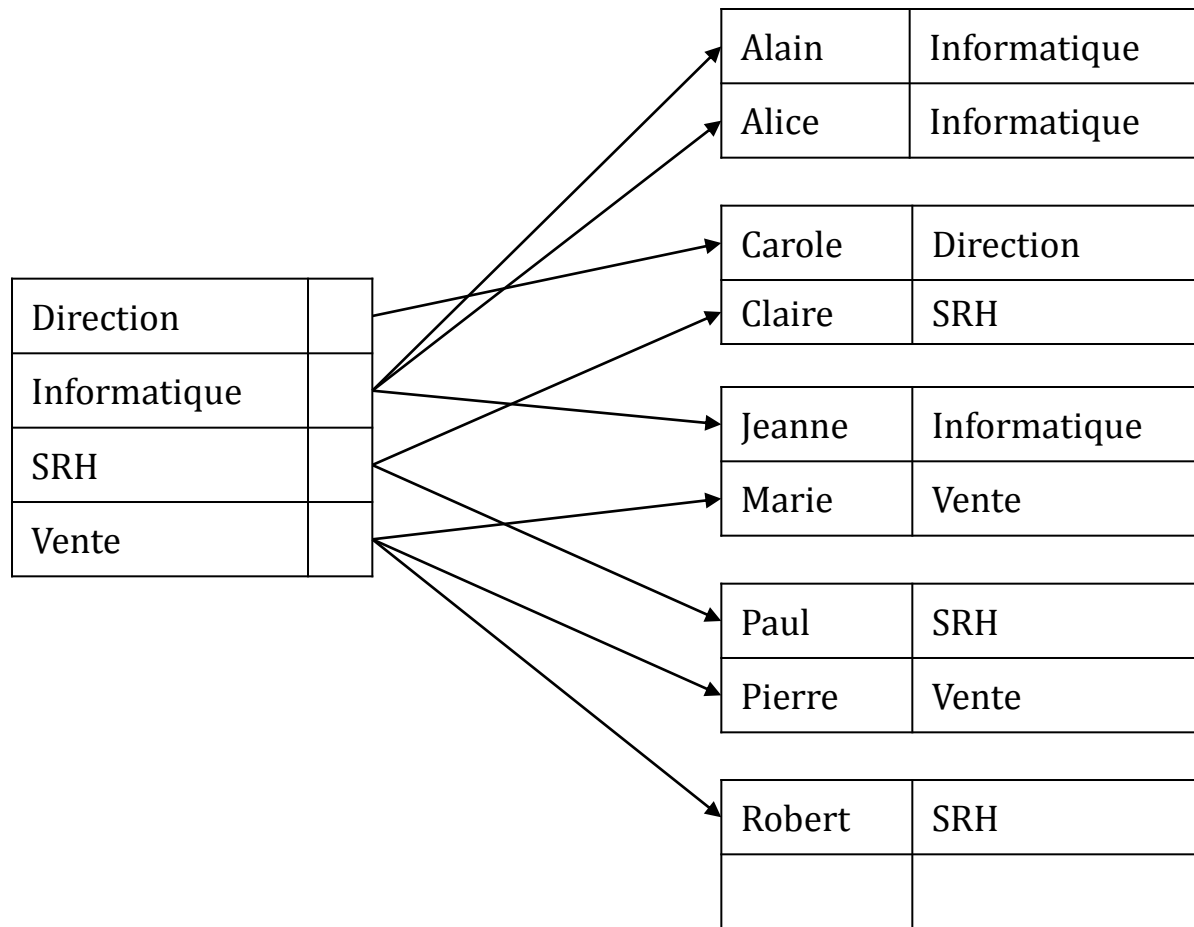 Direction
Informatique
SRH
Vente
Alain Informatique
Alice Informatique
Carole Direction
Claire SRH
Jeanne Informatique
Marie Vente
Paul SRH
Pierre Vente
Robert SRH